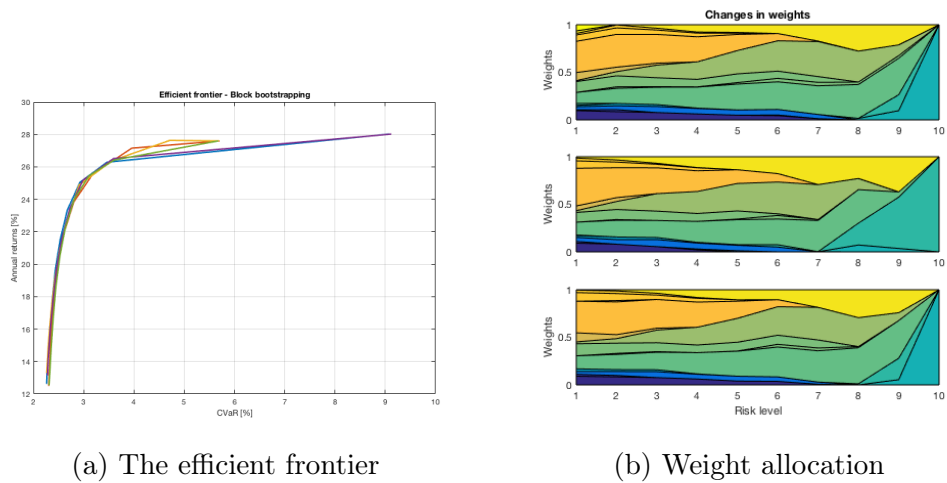 Efficient frontier - Block bootstrapping
Annual returns [%]
30
28
26
24
22
20
18
16
14
12
2 3 4 5 6 7 8 9 10
CVaR [%]
(a) The efficient frontier
Changes in weights
Weights
1
0.5
0
1 2 3 4 5 6 7 8 9 10
Weights
1
0.5
0
1 2 3 4 5 6 7 8 9 10
Weights
1
0.5
0
1 2 3 4 5 6 7 8 9 10
Risk level
(b) Weight allocation